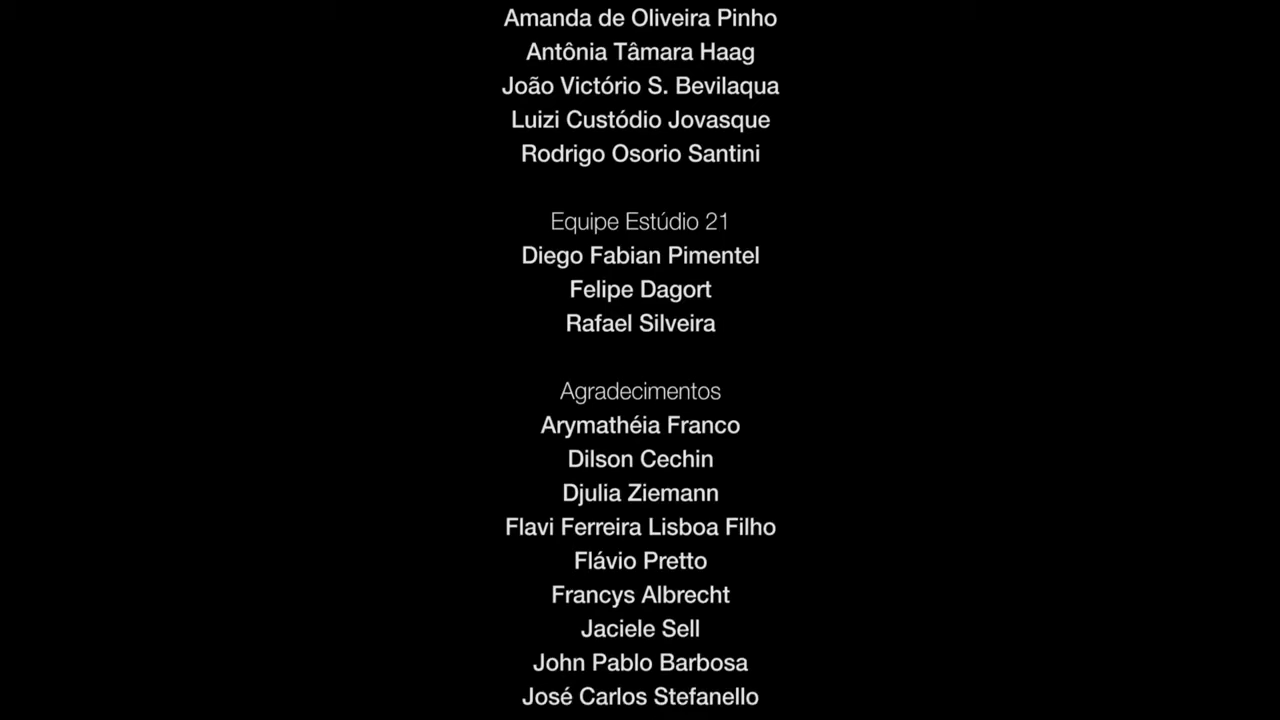 Amanda de Oliveira Pinho
Antônia Tâmara Haag
João Victório S. Bevilaqua
Luizi Custódio Jovasque
Rodrigo Osorio Santini
Equipe Estúdio 21
Diego Fabian Pimentel
Felipe Dagort
Rafael Silveira
Agradecimentos
Arymathéia Franco
Dilson Cechin
Djulia Ziemann
Flavi Ferreira Lisboa Filho
Flávio Pretto
Francys Albrecht
Jaciele Sell
John Pablo Barbosa
José Carlos Stefanello